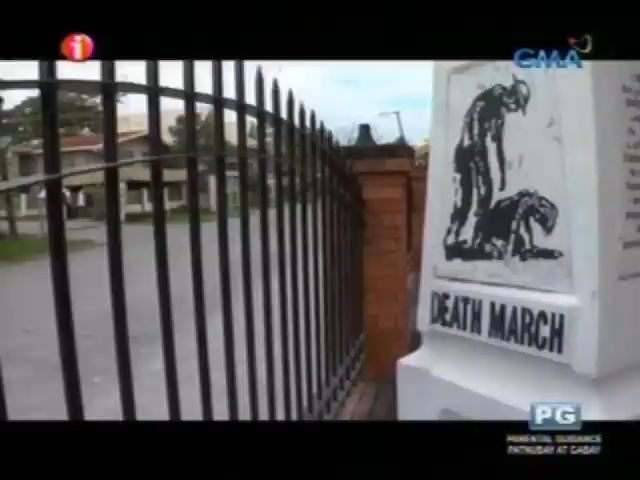 i
GMA
DEATH MARCH
PG
PARENTAL GUIDANCE
PATNUBAY AT GABAY